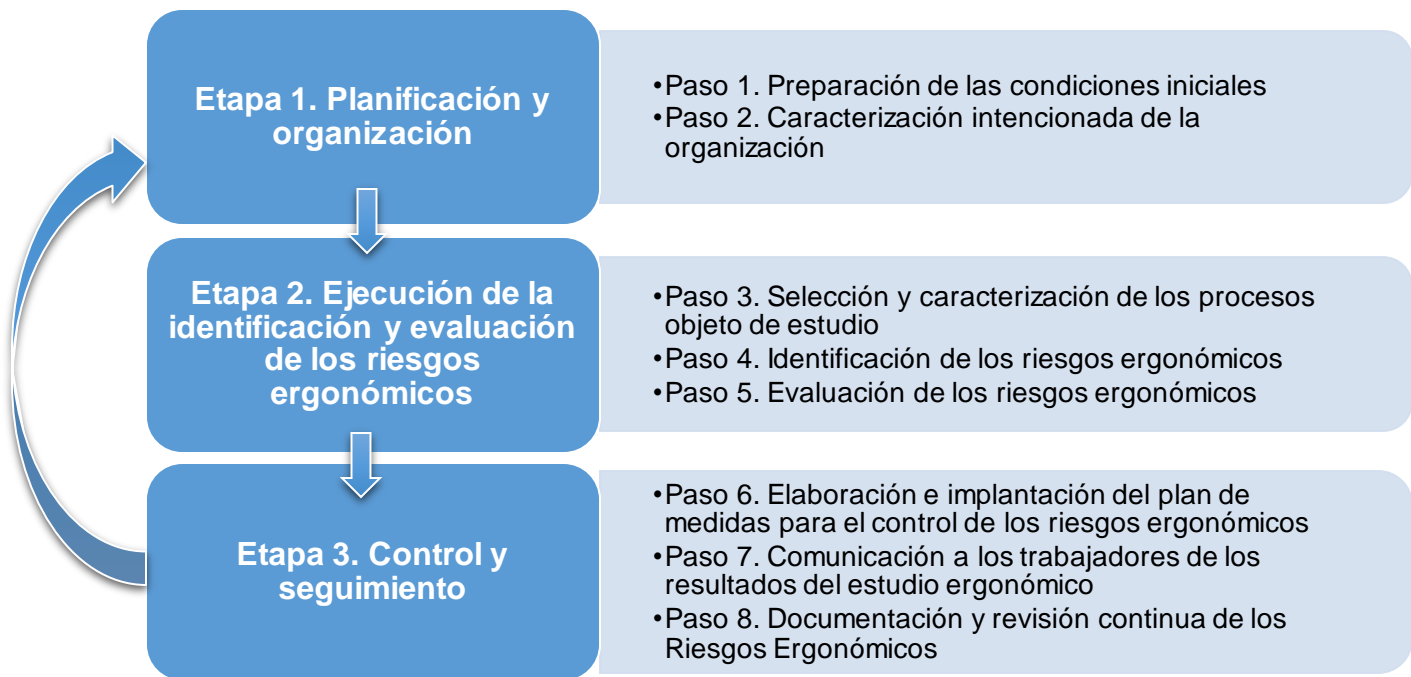 Etapa 1. Planificación y
organización
•Paso 1. Preparación de las condiciones iniciales
•Paso 2. Caracterización intencionada de la
organización
Etapa 2. Ejecución de la
identificación y evaluación
de los riesgos
ergonómicos
•Paso 3. Selección y caracterización de los procesos
objeto de estudio
•Paso 4. Identificación de los riesgos ergonómicos
•Paso 5. Evaluación de los riesgos ergonómicos
Etapa 3. Control y
seguimiento
•Paso 6. Elaboración e implantación del plan de
medidas para el control de los riesgos ergonómicos
•Paso 7. Comunicación a los trabajadores de los
resultados del estudio ergonómico
•Paso 8. Documentación y revisión continua de los
Riesgos Ergonómicos